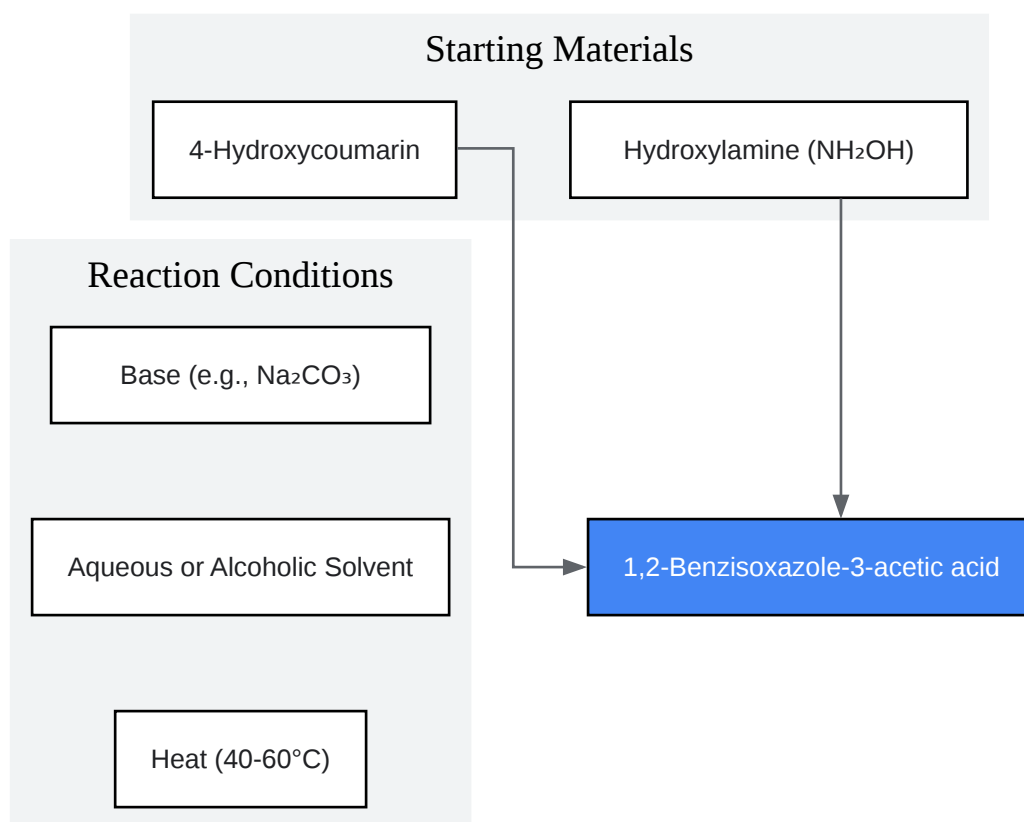 Starting Materials
4-Hydroxycoumarin
Hydroxylamine (NH₂OH)
Reaction Conditions
Base (e.g., Na₂CO₃)
Aqueous or Alcoholic Solvent
1,2-Benzisoxazole-3-acetic acid
Heat (40-60°C)